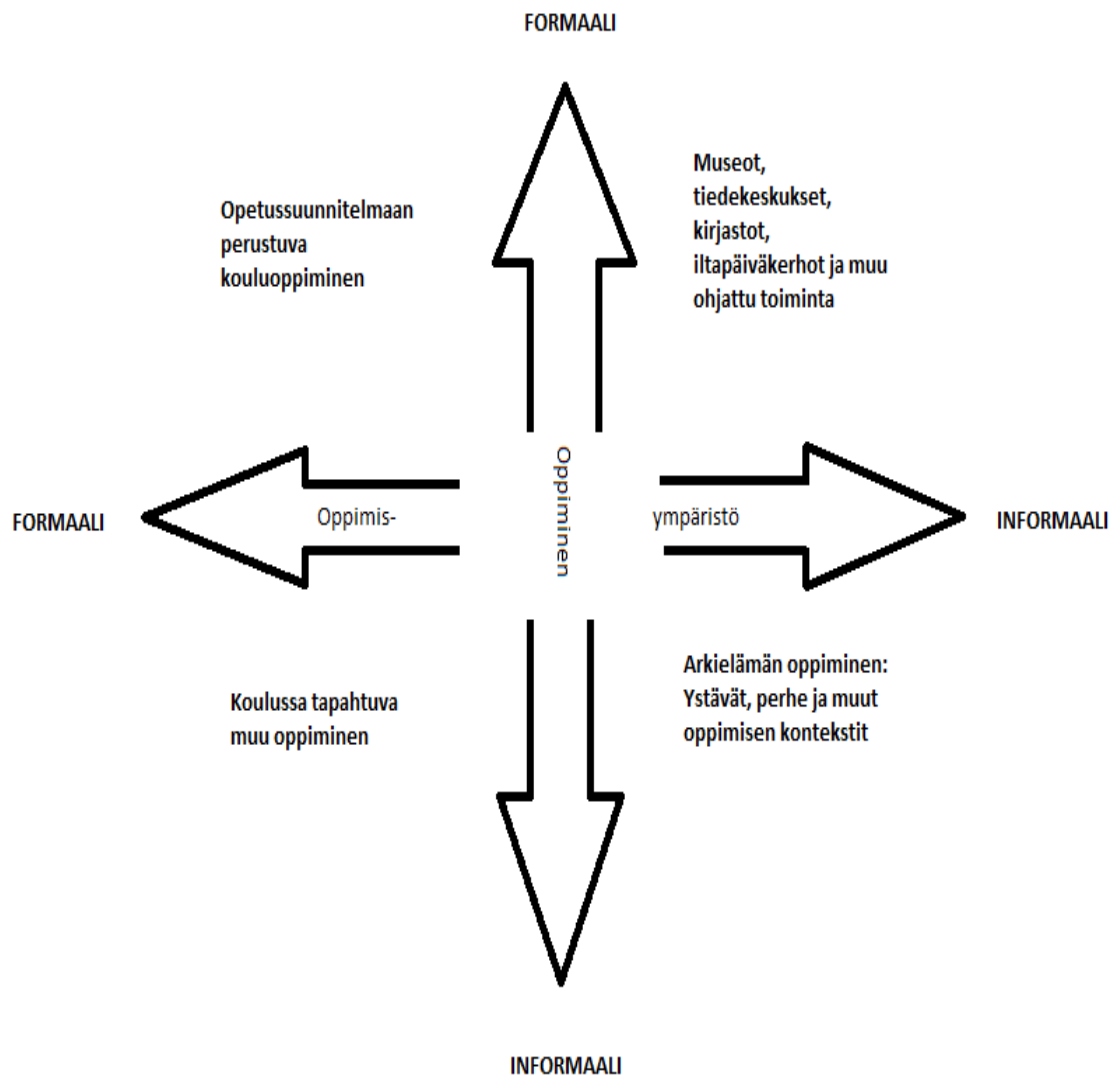 FORMAALI
Opetussuunnitelmaan
perustuva
kouluoppiminen
Museot,
tiedekeskukset,
kirjastot,
iltapäiväkerhot ja muu
ohjattu toiminta
FORMAALI
Oppimis-
Oppiminen
ympäristö
INFORMAALI
Koulussa tapahtuva
muu oppiminen
Arkielämän oppiminen:
Ystävät, perhe ja muut
oppimisen kontekstit
INFORMAALI